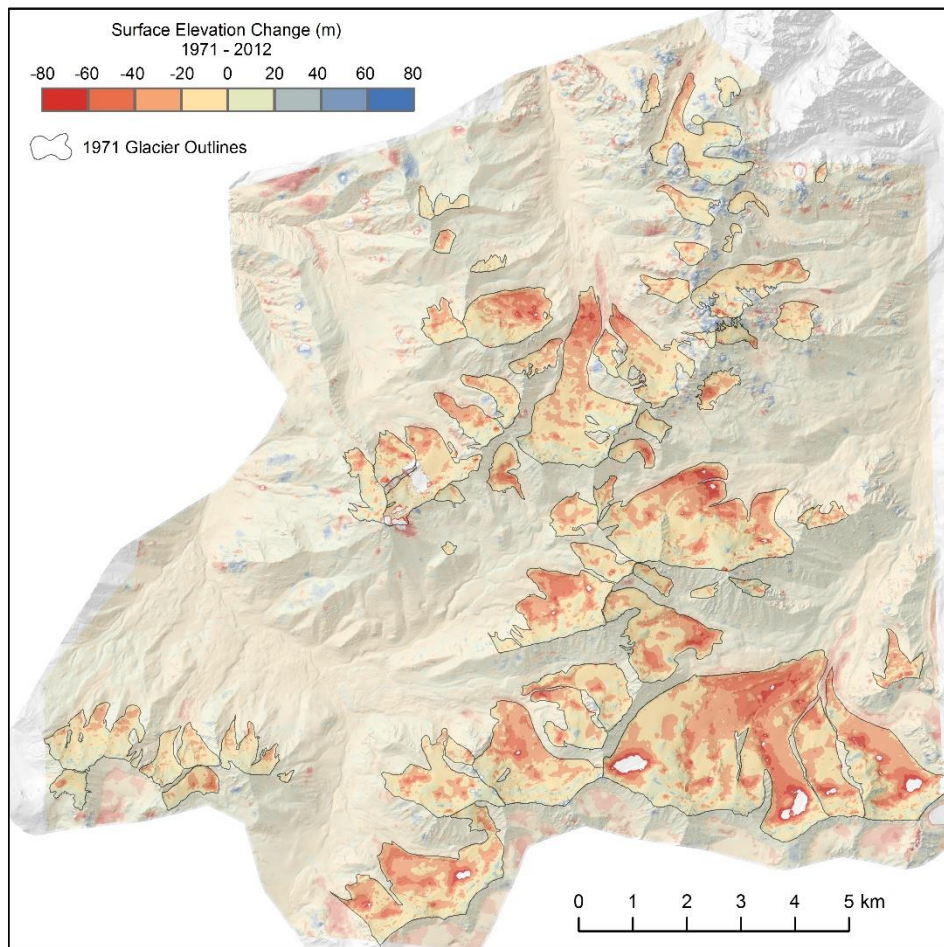 Surface Elevation Change (m)
1971 - 2012
-80 -60 -40 -20 0 20 40 60 80
1971 Glacier Outlines
0 1 2 3 4 5 km